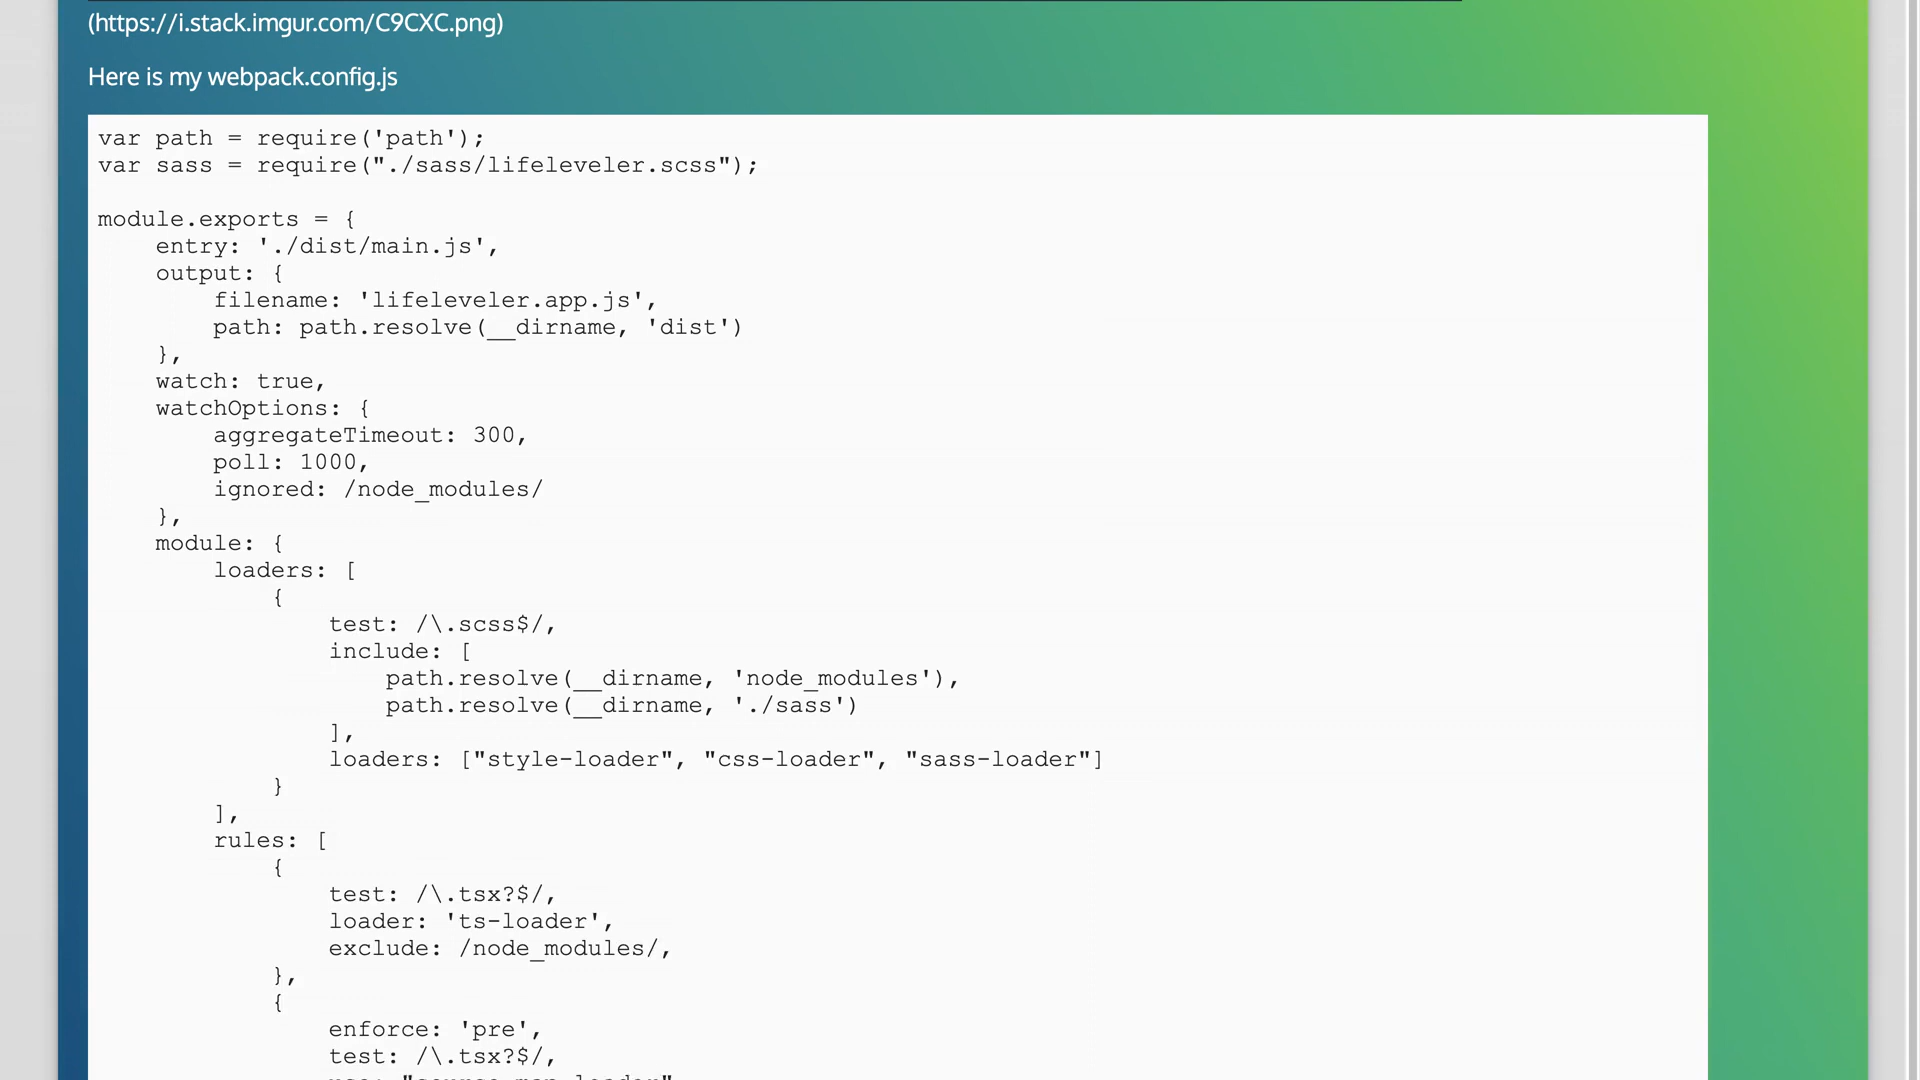 (https://i.stack.imgur.com/C9CXC.png)
Here is my webpack.config.js
var path = require('path');
var sass = require("./sass/lifeleveler.scss");
module.exports = {
    entry: './dist/main.js',
    output: {
        filename: 'lifeleveler.app.js',
        path: path.resolve(__dirname, 'dist')
    },
    watch: true,
    watchOptions: {
        aggregateTimeout: 300,
        poll: 1000,
        ignored: /node_modules/
    },
    module: {
        loaders: [
            {
                test: /\.scss$/,
                include: [
                    path.resolve(__dirname, 'node_modules'),
                    path.resolve(__dirname, './sass')
                ],
                loaders: ["style-loader", "css-loader", "sass-loader"]
            }
        ],
        rules: [
            {
                test: /\.tsx?$/,
                loader: 'ts-loader',
                exclude: /node_modules/,
            },
            {
                enforce: 'pre',
                test: /\.tsx?$/,
                use: "source-map-loader"